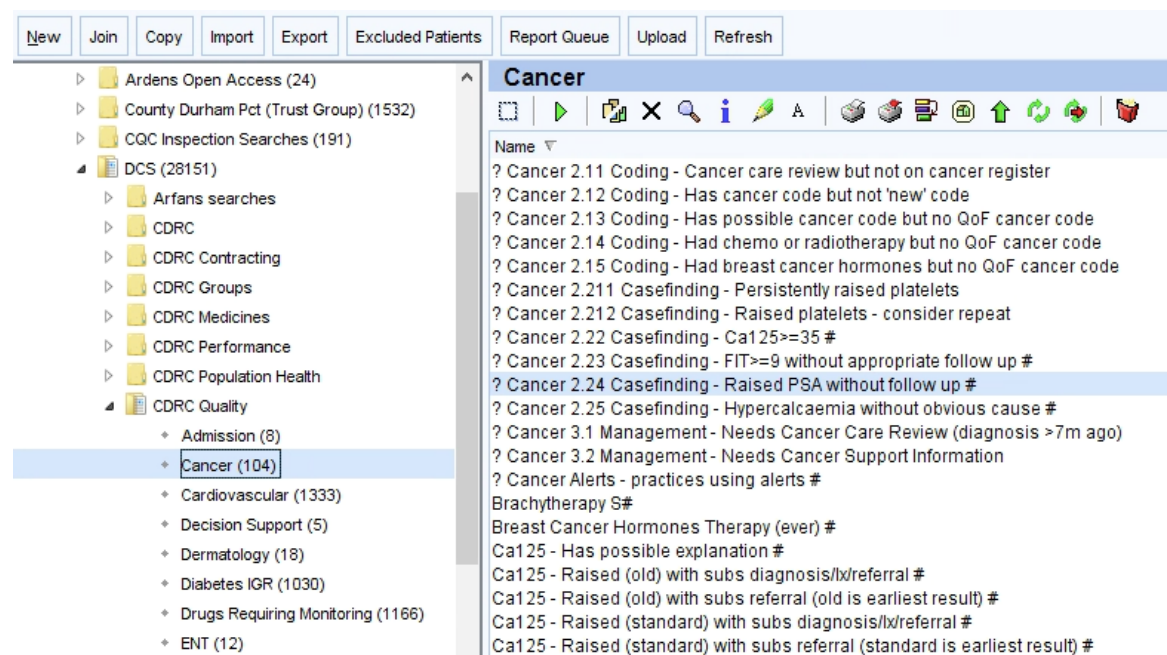 New Join Copy Import Export Excluded Patients Report Queue Upload Refresh
Ardens Open Access (24)
County Durham Pct (Trust Group) (1532)
CQC Inspection Searches (191)
DCS (28151)
Arfans searches
CDRC
CDRC Contracting
CDRC Groups
CDRC Medicines
CDRC Performance
CDRC Population Health
CDRC Quality
Admission (8)
Cancer (104)
Cardiovascular (1333)
Decision Support (5)
Dermatology (18)
Diabetes IGR (1030)
Drugs Requiring Monitoring (1166)
ENT (12)
Cancer
A
Name
? Cancer 2.11 Coding - Cancer care review but not on cancer register
? Cancer 2.12 Coding - Has cancer code but not 'new' code
? Cancer 2.13 Coding - Has possible cancer code but no QoF cancer code
? Cancer 2.14 Coding - Had chemo or radiotherapy but no QoF cancer code
? Cancer 2.15 Coding - Had breast cancer hormones but no QoF cancer code
? Cancer 2.211 Casefinding - Persistently raised platelets
? Cancer 2.212 Casefinding - Raised platelets - consider repeat
? Cancer 2.22 Casefinding - Ca125>=35 #
? Cancer 2.23 Casefinding - FIT>=9 without appropriate follow up #
? Cancer 2.24 Casefinding - Raised PSA without follow up #
? Cancer 2.25 Casefinding - Hypercalcaemia without obvious cause #
? Cancer 3.1 Management - Needs Cancer Care Review (diagnosis >7m ago)
? Cancer 3.2 Management - Needs Cancer Support Information
? Cancer Alerts - practices using alerts #
Brachytherapy S#
Breast Cancer Hormones Therapy (ever) #
Ca125 - Has possible explanation #
Ca125 - Raised (old) with subs diagnosis/Ix/referral #
Ca125 - Raised (old) with subs referral (old is earliest result) #
Ca125 - Raised (standard) with subs diagnosis/Ix/referral #
Ca125 - Raised (standard) with subs referral (standard is earliest result) #